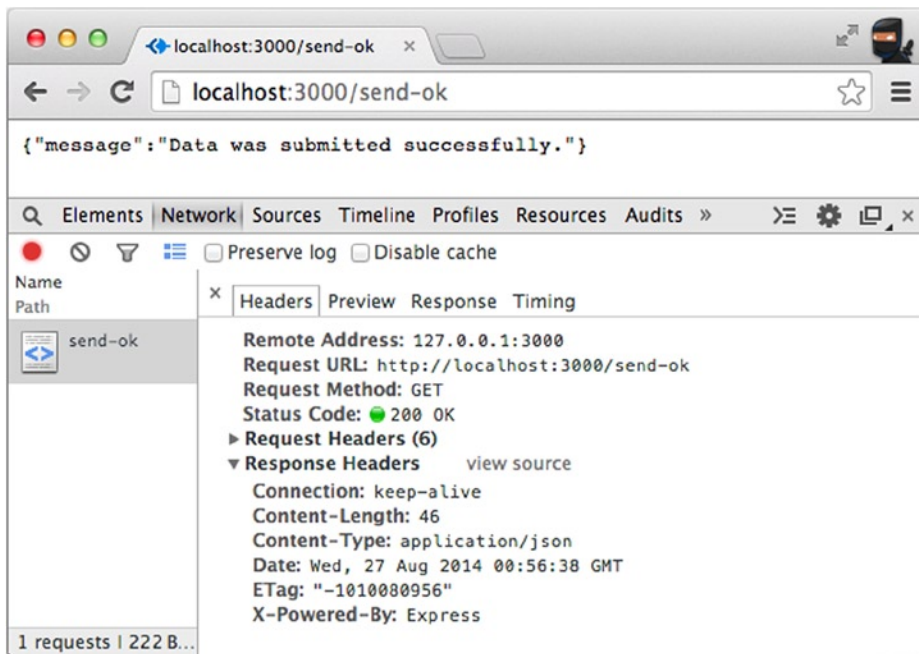 localhost:3000/send-ok ×
localhost:3000/send-ok
{"message":"Data was submitted successfully."}
Elements Network Sources Timeline Profiles Resources Audits » ×
Preserve log Disable cache
Name
Path
× Headers Preview Response Timing
send-ok
Remote Address: 127.0.0.1:3000
Request URL: http://localhost:3000/send-ok
Request Method: GET
Status Code: 200 OK
Request Headers (6)
Response Headers view source
Connection: keep-alive
Content-Length: 46
Content-Type: application/json
Date: Wed, 27 Aug 2014 00:56:38 GMT
ETag: "-1010080956"
X-Powered-By: Express
1 requests | 222 B...